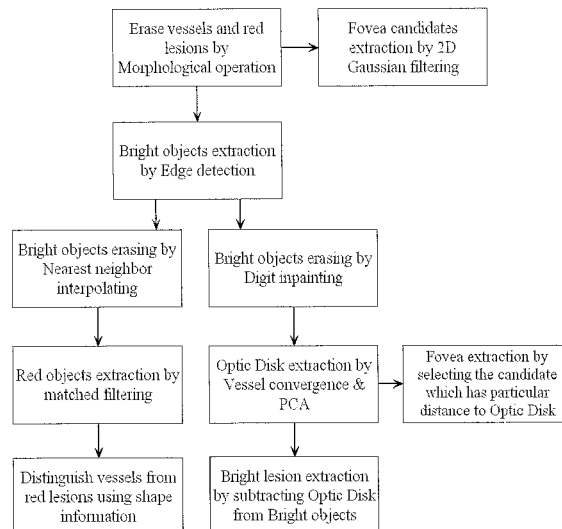 Erase vessels and red
lesions by
Morphological operation
Fovea candidates
extraction by 2D
Gaussian filtering
Bright objects extraction
by Edge detection
Bright objects erasing by
Nearest neighbor
interpolating
Bright objects erasing by
Digit inpainting
Red objects extraction by
matched filtering
Optic Disk extraction by
Vessel convergence &
PCA
Fovea extraction by
selecting the candidate
which has particular
distance to Optic Disk
Distinguish vessels from
red lesions using shape
information
Bright lesion extraction
by subtracting Optic Disk
from Bright objects